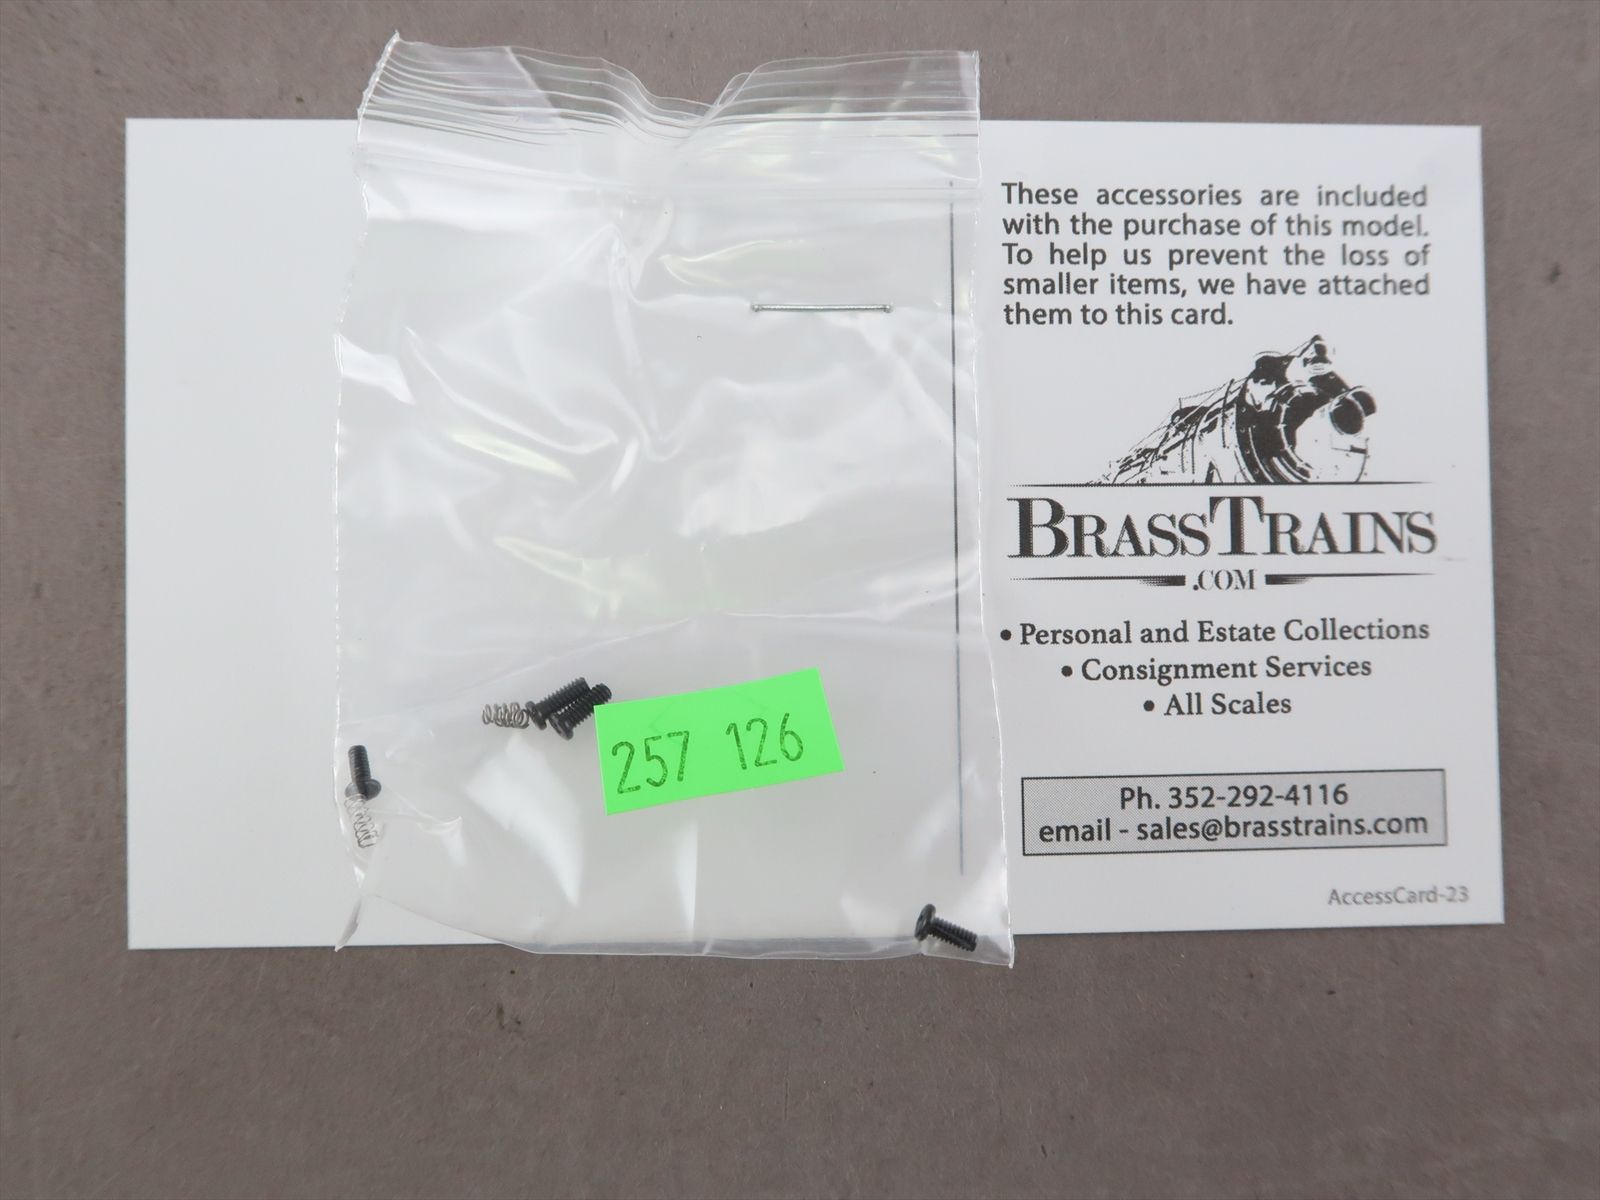 These accessories are included
with the purchase of this model.
To help us prevent the loss of
smaller items, we have attached
them to this card.
BRASSTRAINS
.COM
• Personal and Estate Collections
• Consignment Services
• All Scales
257 126
Ph. 352-292-4116
email - sales@brasstrains.com
AccessCard-23